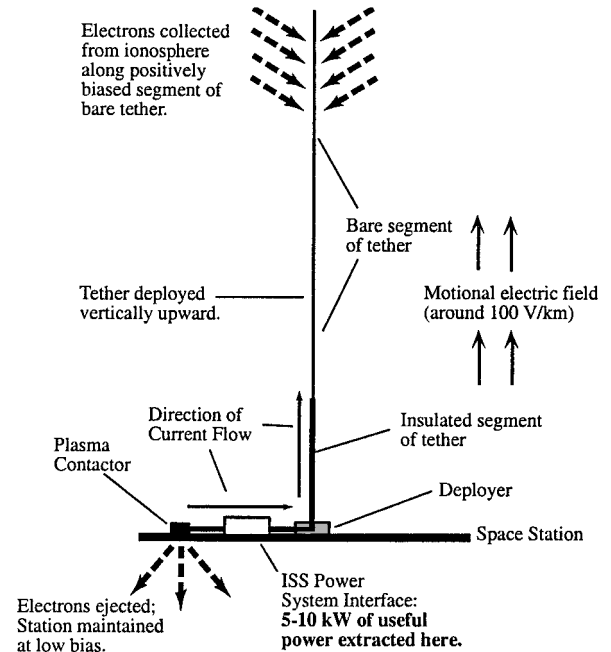 Electrons collected
from ionosphere
along positively
biased segment of
bare tether.
Bare segment
of tether
Tether deployed
vertically upward.
Motional electric field
(around 100 V/km)
Direction of
Current Flow
Insulated segment
of tether
Plasma
Contactor
Deployer
Space Station
Electrons ejected;
Station maintained
at low bias.
ISS Power
System Interface:
5-10 kW of useful
power extracted here.